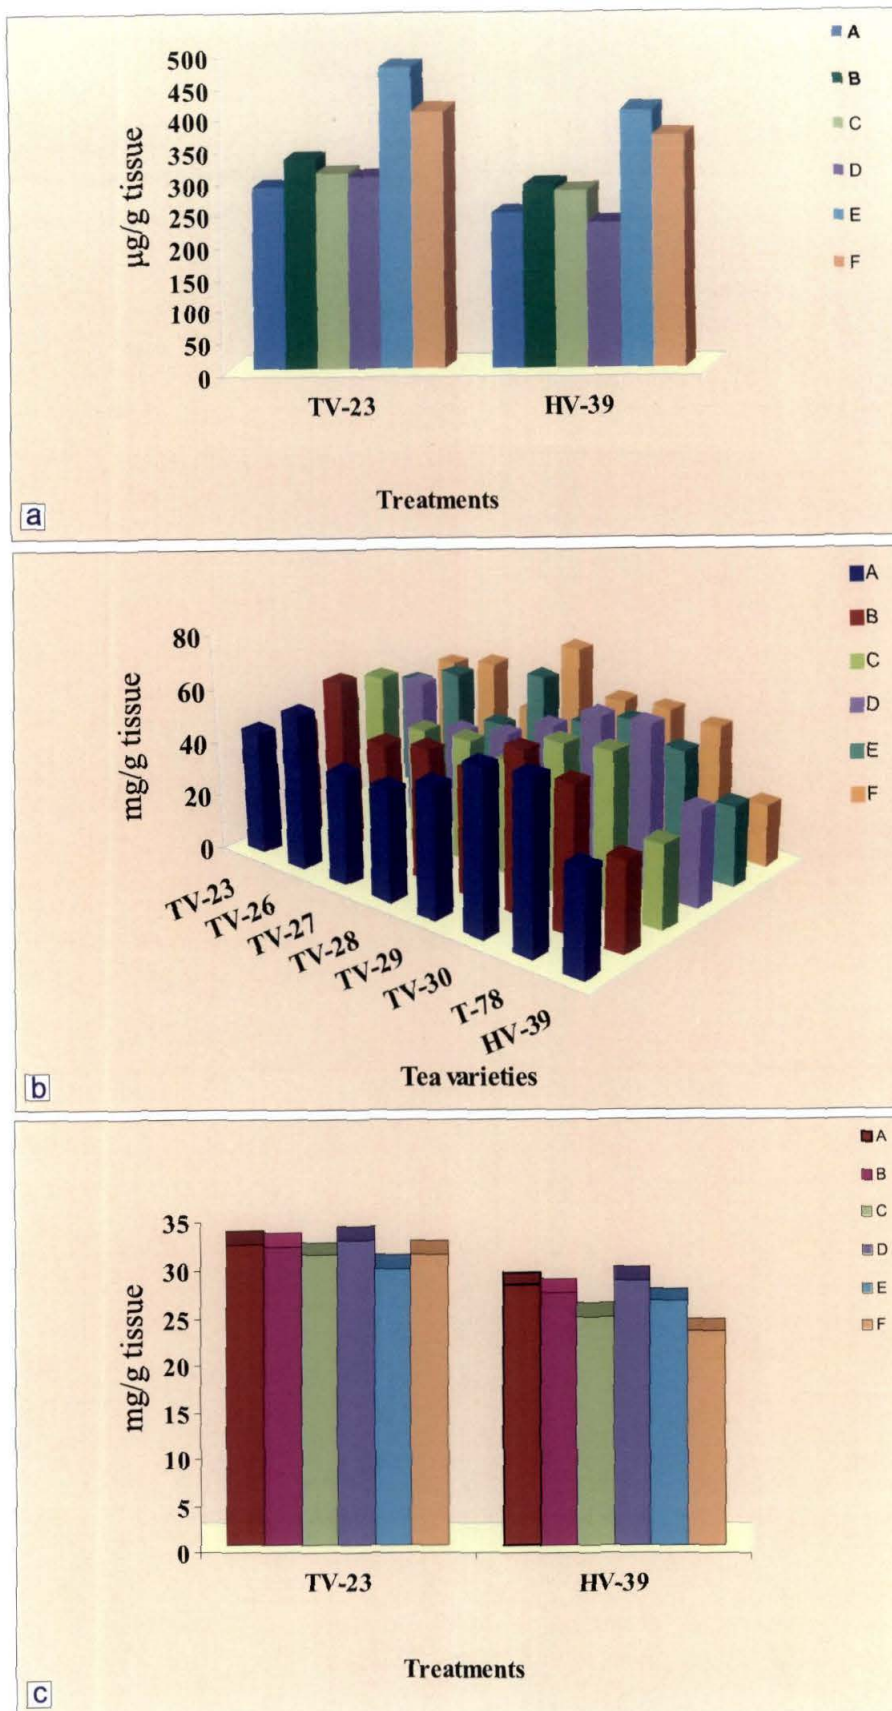 A
B
C
D
E
F
500
450
400
350
300
250
200
150
100
50
0
µg/g tissue
TV-23 HV-39
Treatments
a
A
B
C
D
E
F
80
60
40
20
0
mg/g tissue
TV-23
TV-26
TV-27
TV-28
TV-29
TV-30
T-78
HV-39
Tea varieties
b
A
B
C
D
E
F
35
30
25
20
15
10
5
0
mg/g tissue
TV-23 HV-39
Treatments
c